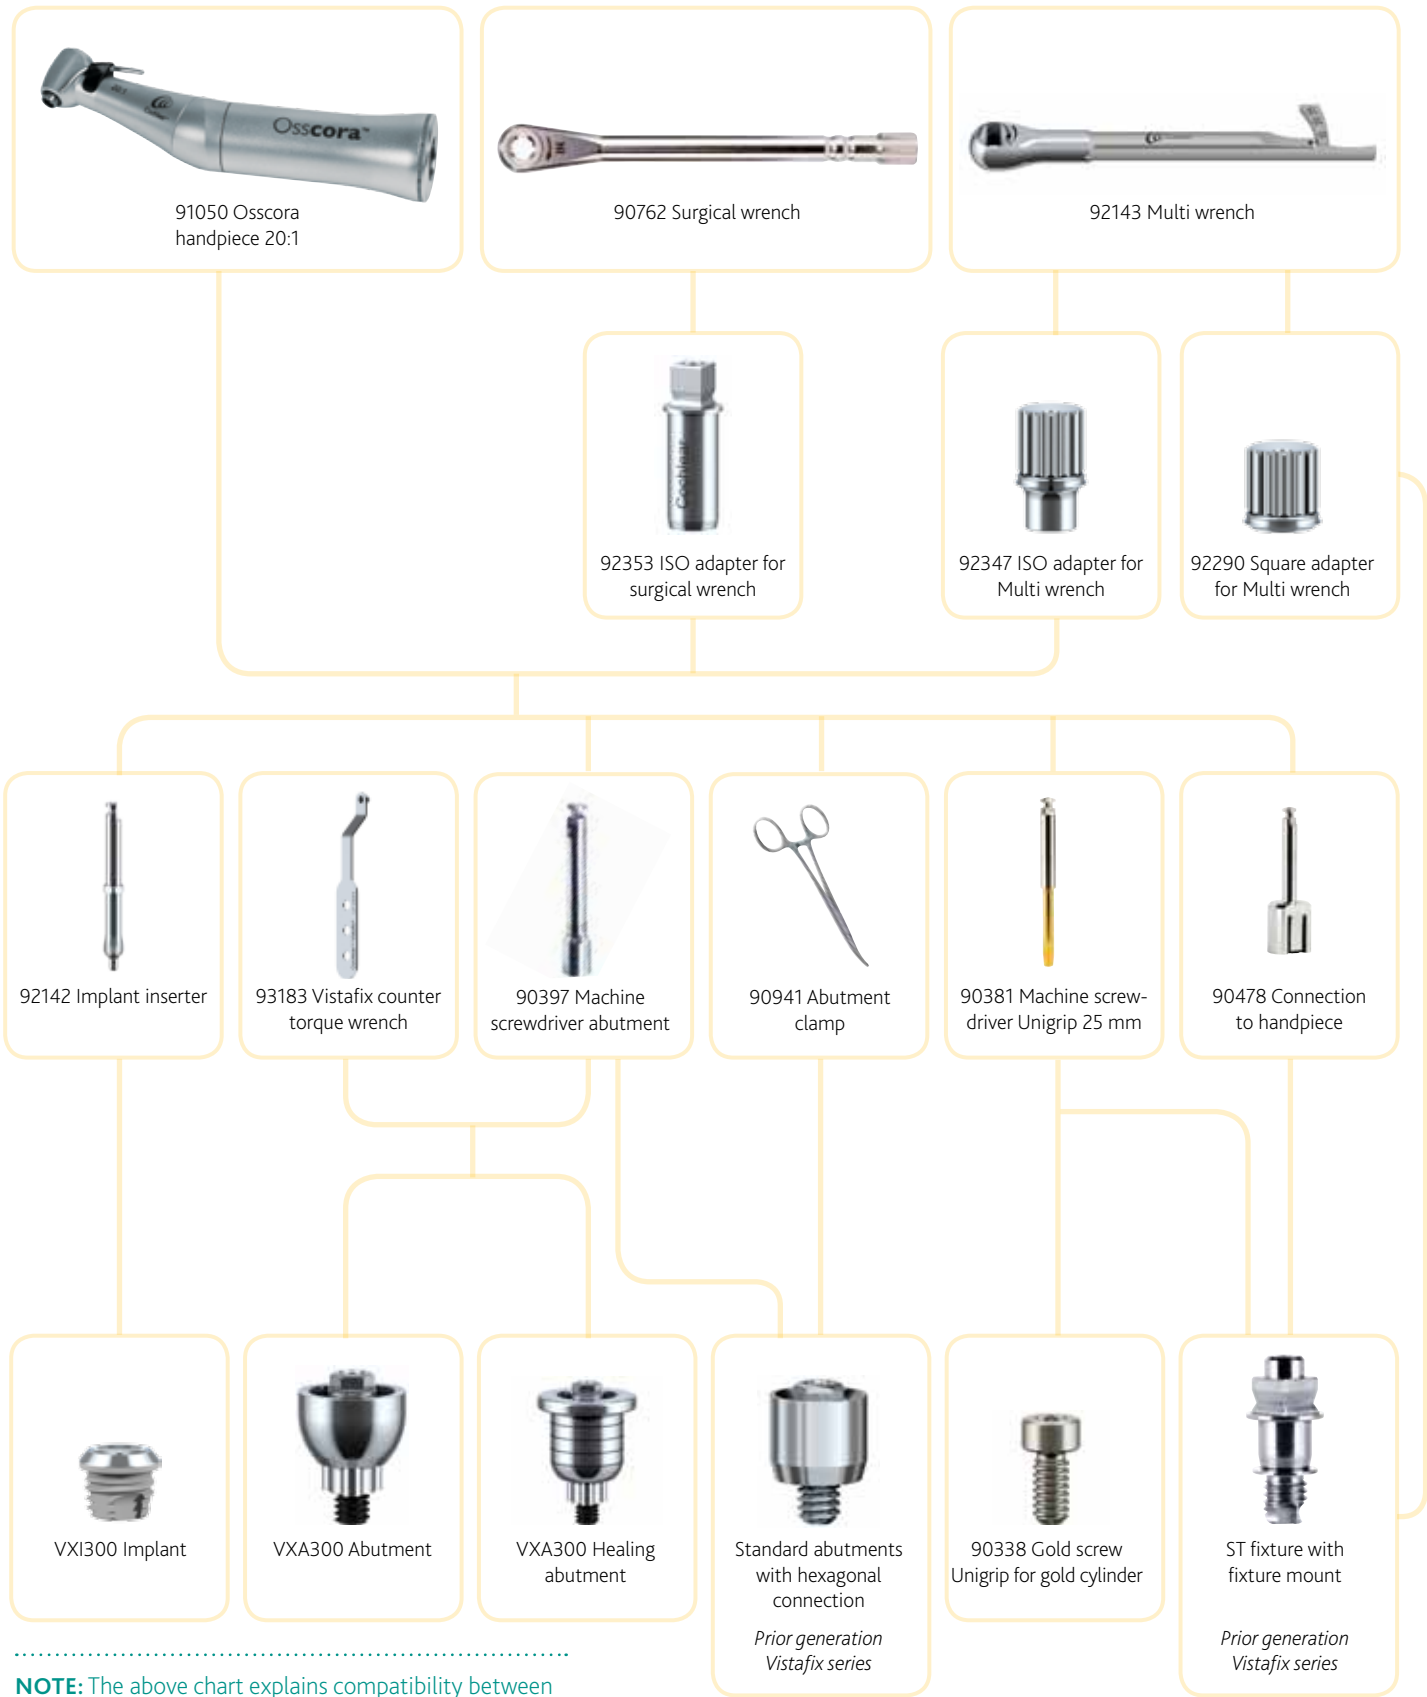 Osscora™
91050 Osscora
handpiece 20:1
90762 Surgical wrench
92143 Multi wrench
Cochlear
92353 ISO adapter for
surgical wrench
92347 ISO adapter for
Multi wrench
92290 Square adapter
for Multi wrench
92142 Implant inserter
93183 Vistafix counter
torque wrench
90397 Machine
screwdriver abutment
90941 Abutment
clamp
90381 Machine screw-
driver Unigrip 25 mm
90478 Connection
to handpiece
VXI300 Implant
VXA300 Abutment
VXA300 Healing
abutment
Standard abutments
with hexagonal
connection
Prior generation
Vistafix series
90338 Gold screw
Unigrip for gold cylinder
ST fixture with
fixture mount
Prior generation
Vistafix series
NOTE: The above chart explains compatibility between